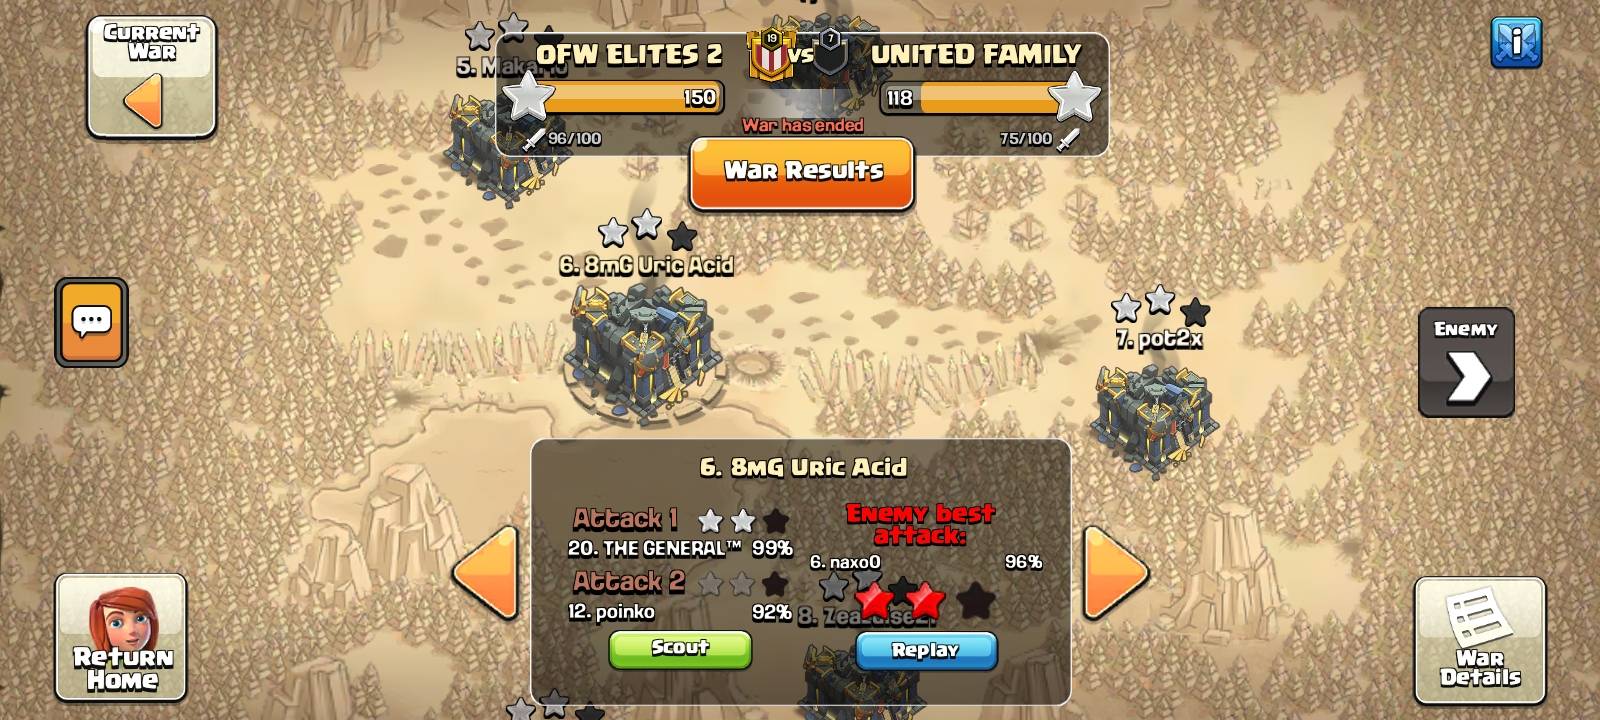 Current
War
5. Maka
OFW ELITES 2
19
vs
7
UNITED FAMILY
150
118
96/100
War has ended
75/100
War Results
6. 8mG Uric Acid
7. pot2x
Enemy
6. 8mG Uric Acid
Attack 1
Enemy best
attack:
20. THE GENERAL™ 99%
6. naxo0 96%
Attack 2
12. poinko 92%
8.
Scout
Replay
Return
Home
War
Details